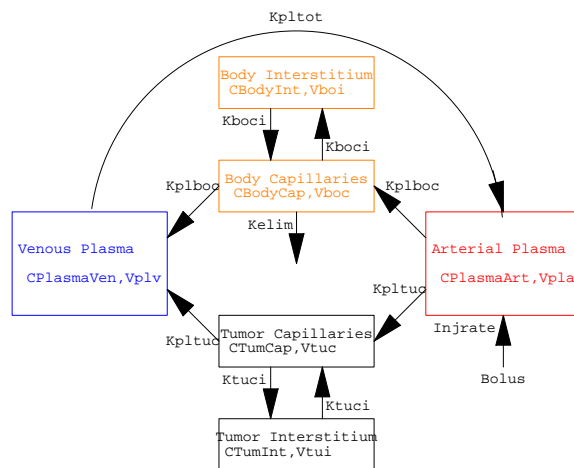 Kpltot
Body Interstitium
CBodyInt,Vboi
Kboci
Kboci
Kplboc
Body Capillaries
CBodyCap,Vboc
Kplboc
Kelim
Venous Plasma
CPlasmaVen,Vplv
Arterial Plasma
CPlasmaArt,Vpla
Kpltuc
Kpltuc
Tumor Capillaries
CTumCap,Vtuc
Injrate
Bolus
Ktuci
Ktuci
Tumor Interstitium
CTumInt,Vtui